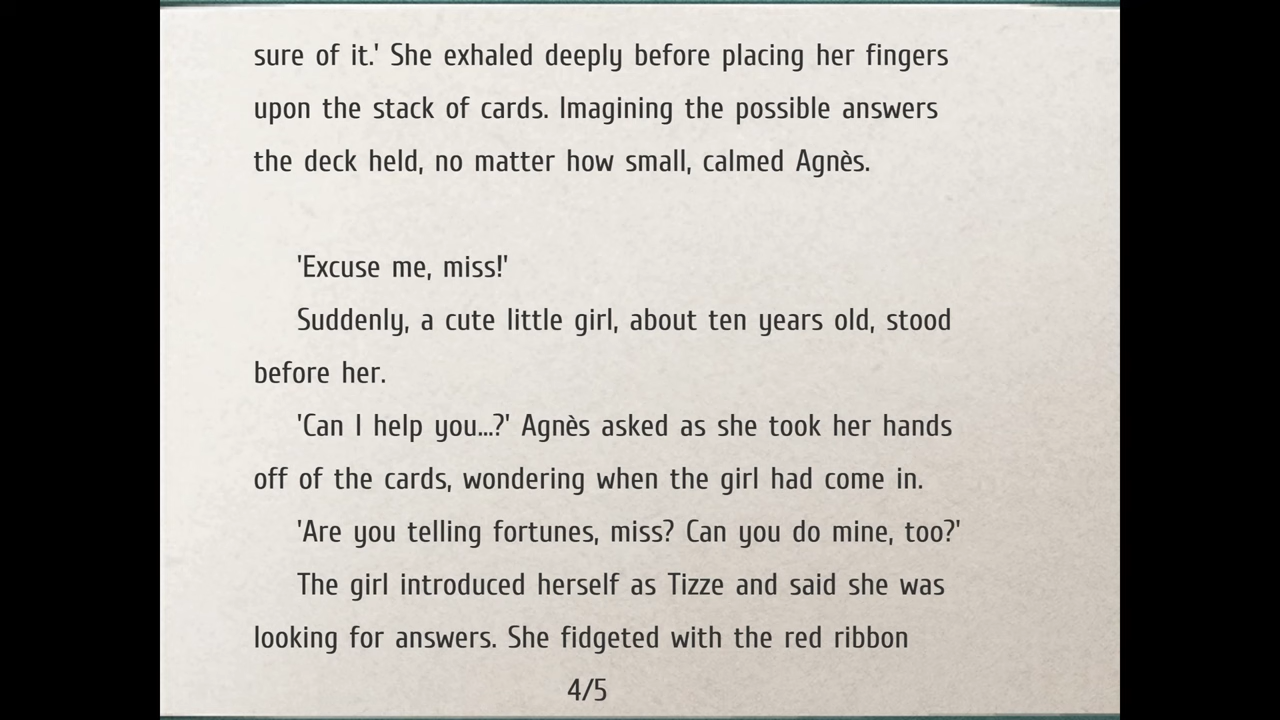 sure of it.' She exhaled deeply before placing her fingers
upon the stack of cards. Imagining the possible answers
the deck held, no matter how small, calmed Agnès.
'Excuse me, miss!'
Suddenly, a cute little girl, about ten years old, stood
before her.
'Can I help you...?' Agnès asked as she took her hands
off of the cards, wondering when the girl had come in.
'Are you telling fortunes, miss? Can you do mine, too?'
The girl introduced herself as Tizze and said she was
looking for answers. She fidgeted with the red ribbon
4/5